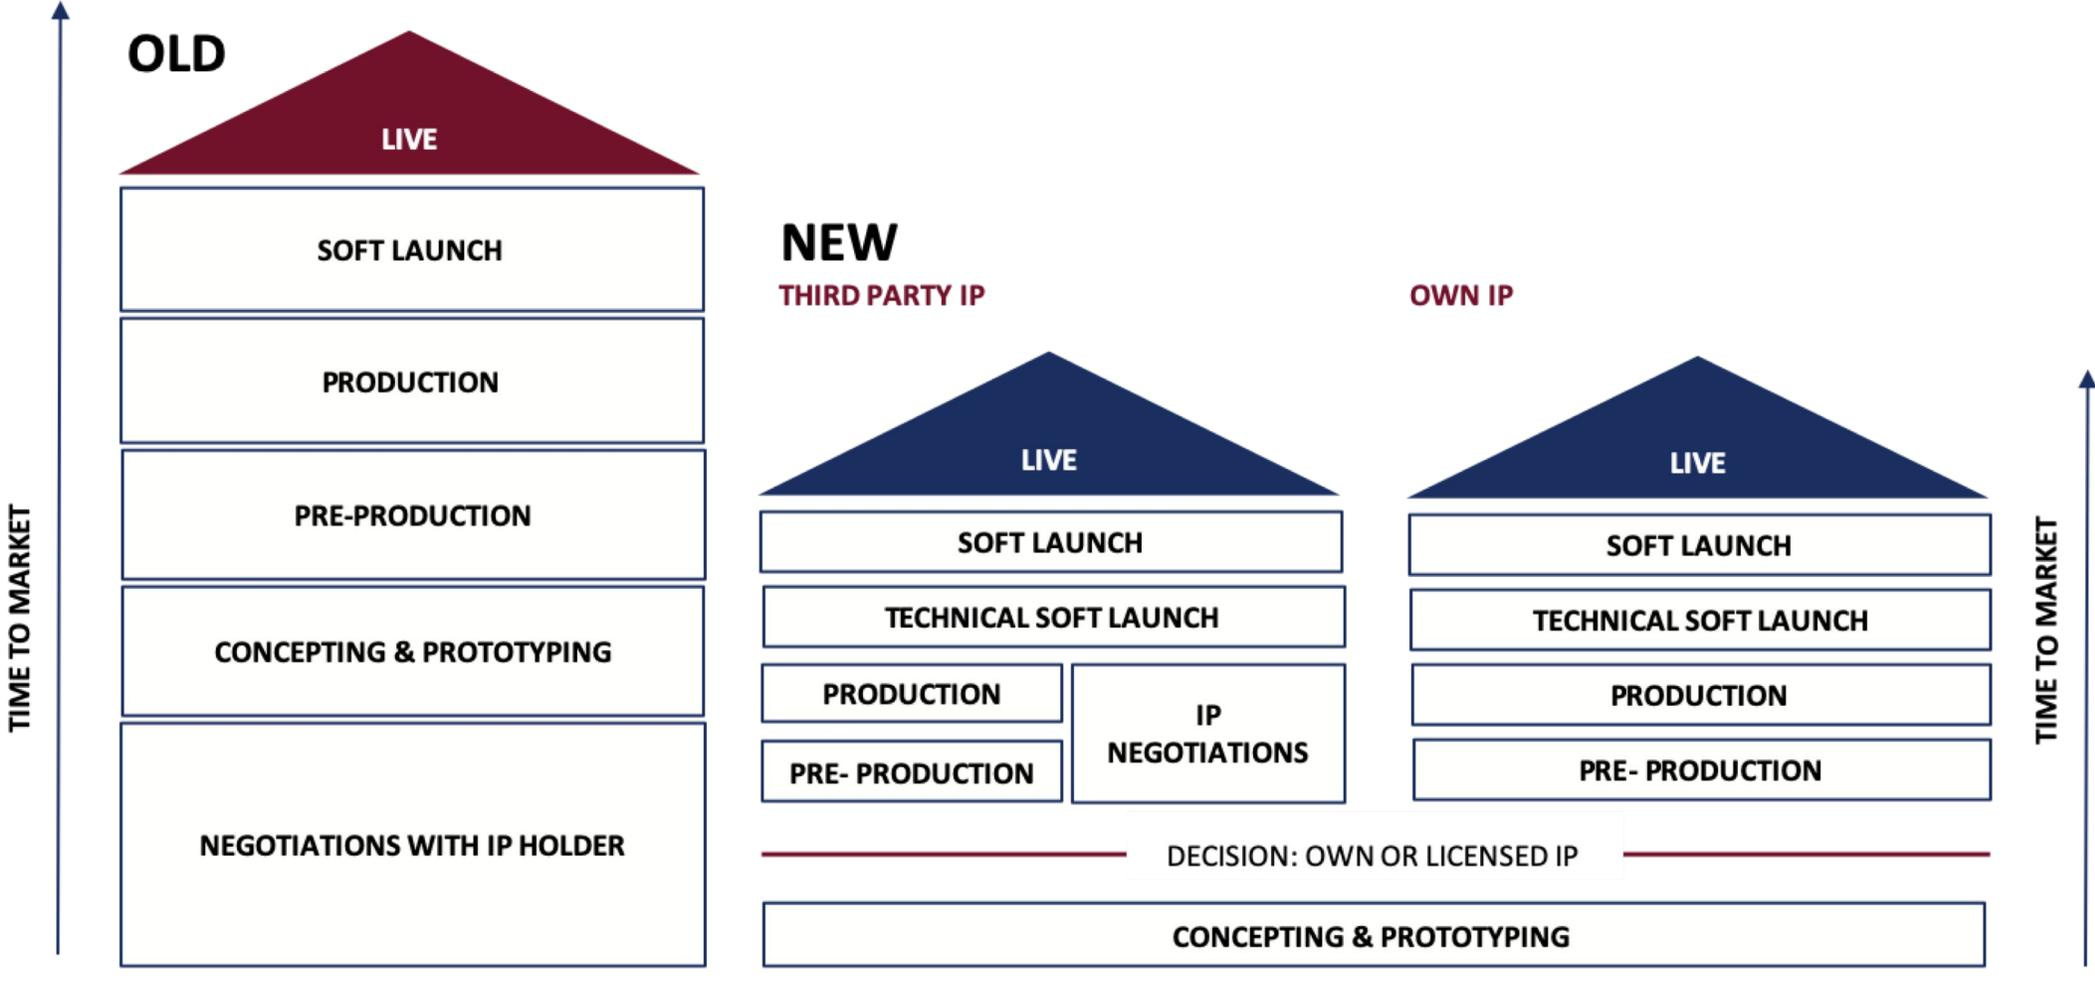 OLD
LIVE
SOFT LAUNCH
PRODUCTION
PRE-PRODUCTION
CONCEPTING & PROTOTYPING
NEGOTIATIONS WITH IP HOLDER
TIME TO MARKET
NEW
THIRD PARTY IP
LIVE
SOFT LAUNCH
TECHNICAL SOFT LAUNCH
PRODUCTION
PRE- PRODUCTION
IP
NEGOTIATIONS
OWN IP
LIVE
SOFT LAUNCH
TECHNICAL SOFT LAUNCH
PRODUCTION
PRE- PRODUCTION
DECISION: OWN OR LICENSED IP
CONCEPTING & PROTOTYPING
TIME TO MARKET